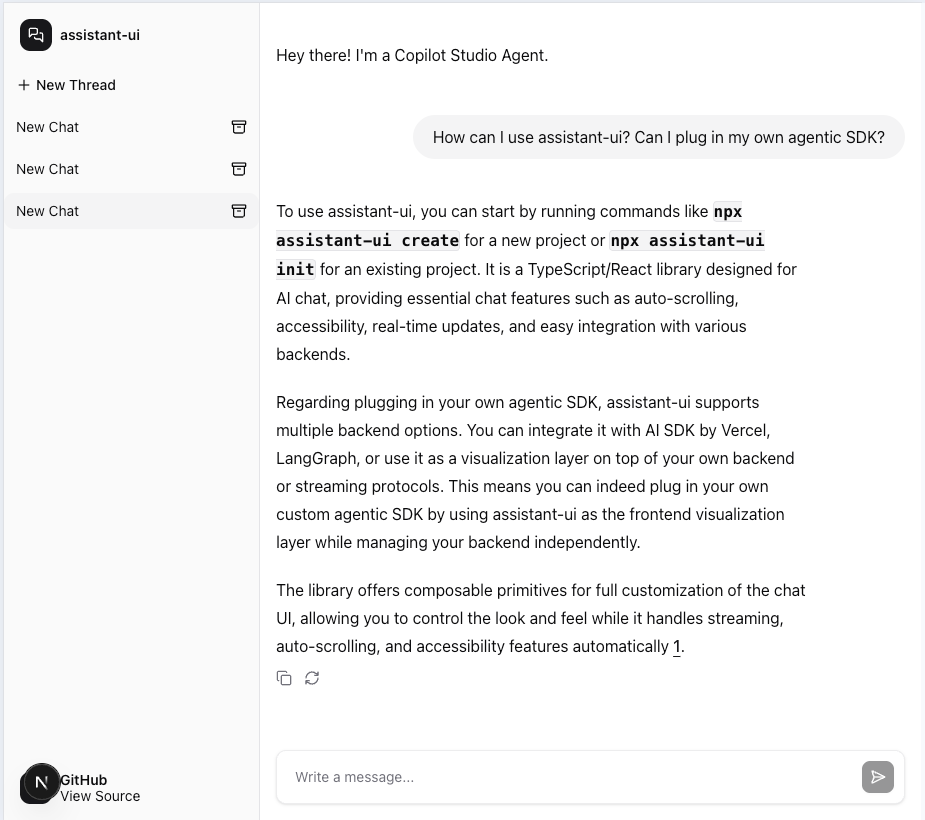 assistant-ui
New Thread
New Chat
New Chat
New Chat
N
GitHub
View Source
Hey there! I'm a Copilot Studio Agent.
How can I use assistant-ui? Can I plug in my own agentic SDK?
To use assistant-ui, you can start by running commands like npx
assistant-ui create for a new project or npx assistant-ui
init for an existing project. It is a TypeScript/React library designed for
AI chat, providing essential chat features such as auto-scrolling,
accessibility, real-time updates, and easy integration with various
backends.
Regarding plugging in your own agentic SDK, assistant-ui supports
multiple backend options. You can integrate it with AI SDK by Vercel,
LangGraph, or use it as a visualization layer on top of your own backend
or streaming protocols. This means you can indeed plug in your own
custom agentic SDK by using assistant-ui as the frontend visualization
layer while managing your backend independently.
The library offers composable primitives for full customization of the chat
UI, allowing you to control the look and feel while it handles streaming,
auto-scrolling, and accessibility features automatically 1.
Write a message...